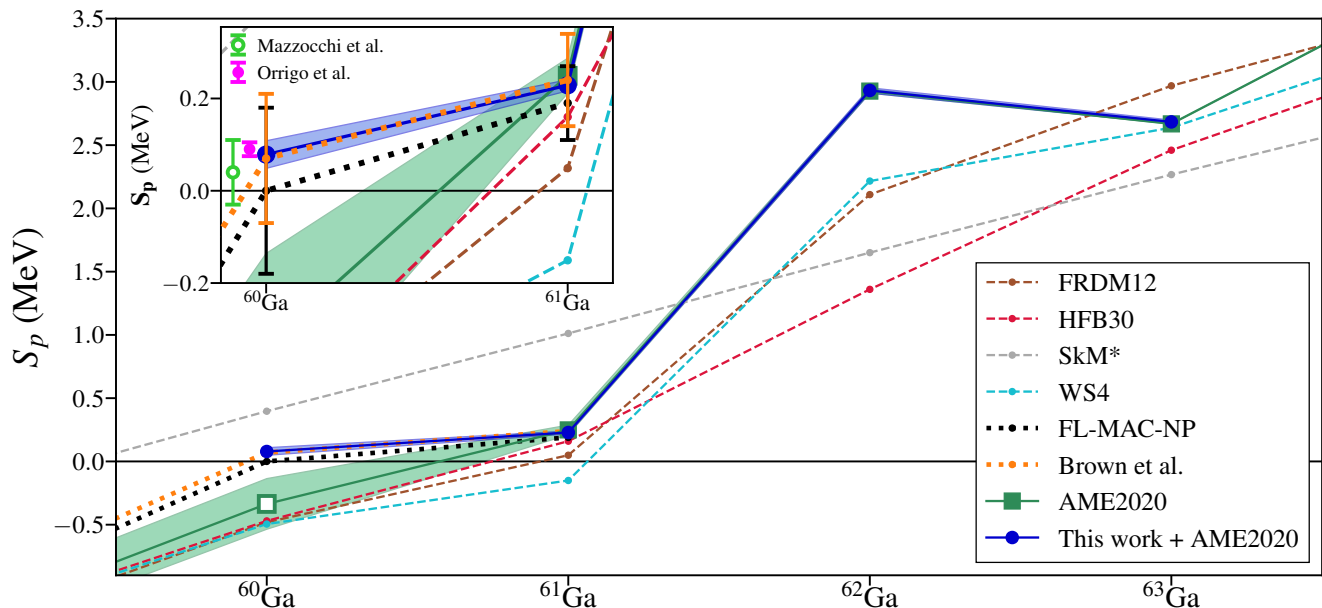 S_p (MeV)
3.5
3.0
2.5
2.0
1.5
1.0
0.5
0.0
−0.5
⁶⁰Ga
⁶¹Ga
⁶²Ga
⁶³Ga
Mazzocchi et al.
Orrigo et al.
S_p (MeV)
0.2
0.0
−0.2
⁶⁰Ga
⁶¹Ga
FRDM12
HFB30
SkM*
WS4
FL-MAC-NP
Brown et al.
AME2020
This work + AME2020